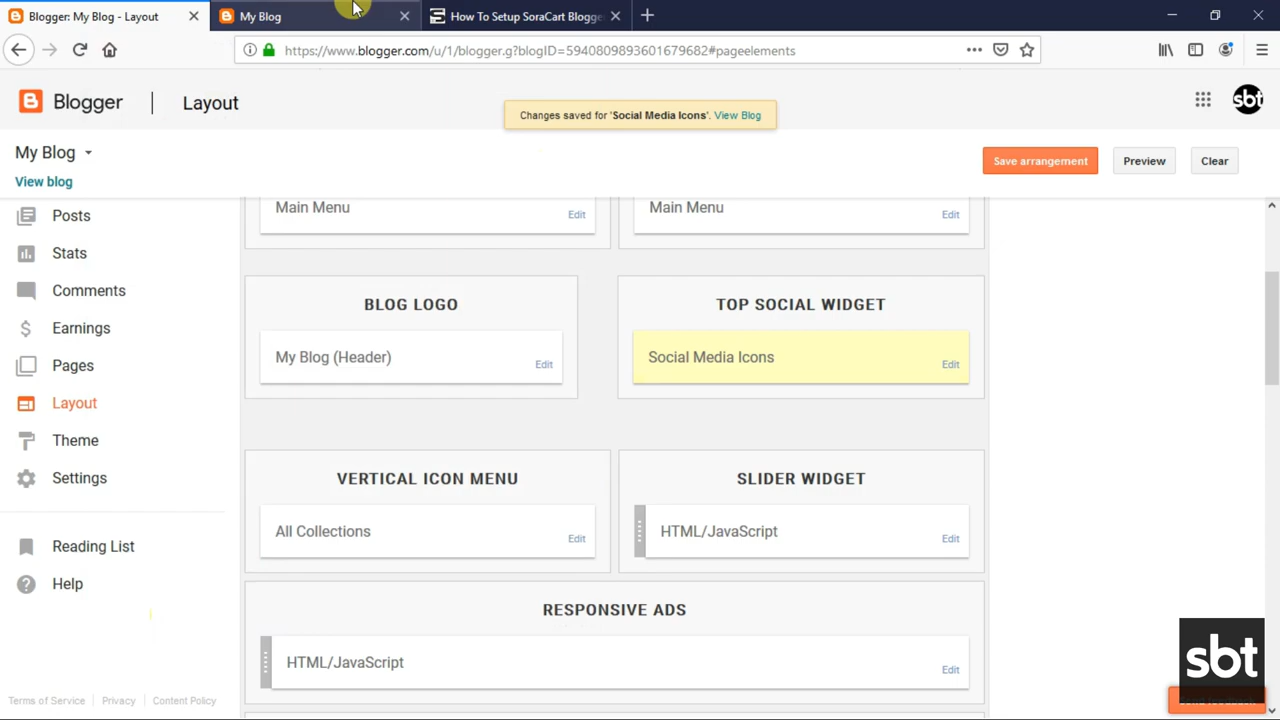 Blogger: My Blog - Layout
My Blog
How To Setup SoraCart Blogge
https://www.blogger.com/u/1/blogger.g?blogID=5940809893601679682#pageelements
Blogger
Layout
Changes saved for 'Social Media Icons'. View Blog
sbt
My Blog
View blog
Save arrangement
Preview
Clear
Posts
Stats
Comments
Earnings
Pages
Layout
Theme
Settings
Reading List
Help
Main Menu
Edit
Main Menu
Edit
BLOG LOGO
My Blog (Header)
Edit
TOP SOCIAL WIDGET
Social Media Icons
Edit
VERTICAL ICON MENU
All Collections
Edit
SLIDER WIDGET
HTML/JavaScript
Edit
RESPONSIVE ADS
HTML/JavaScript
Edit
sbt
Terms of Service
Privacy
Content Policy